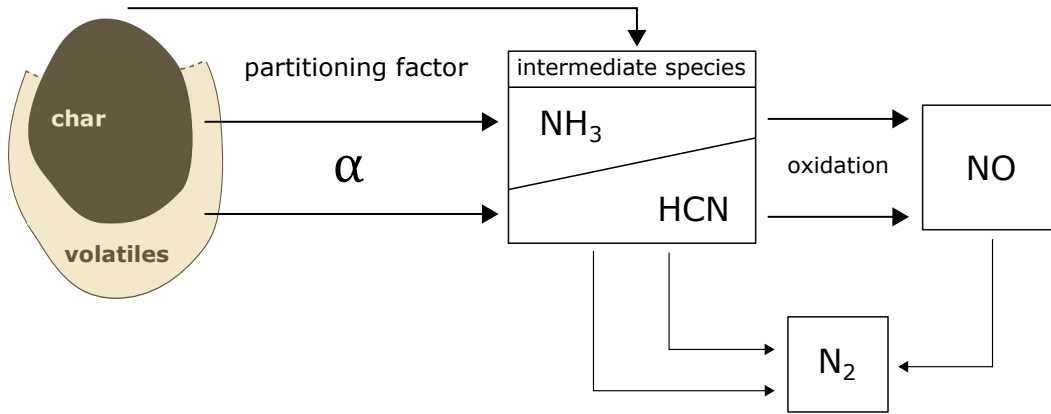 char
volatiles
partitioning factor
α
intermediate species
NH₃
HCN
oxidation
NO
N₂